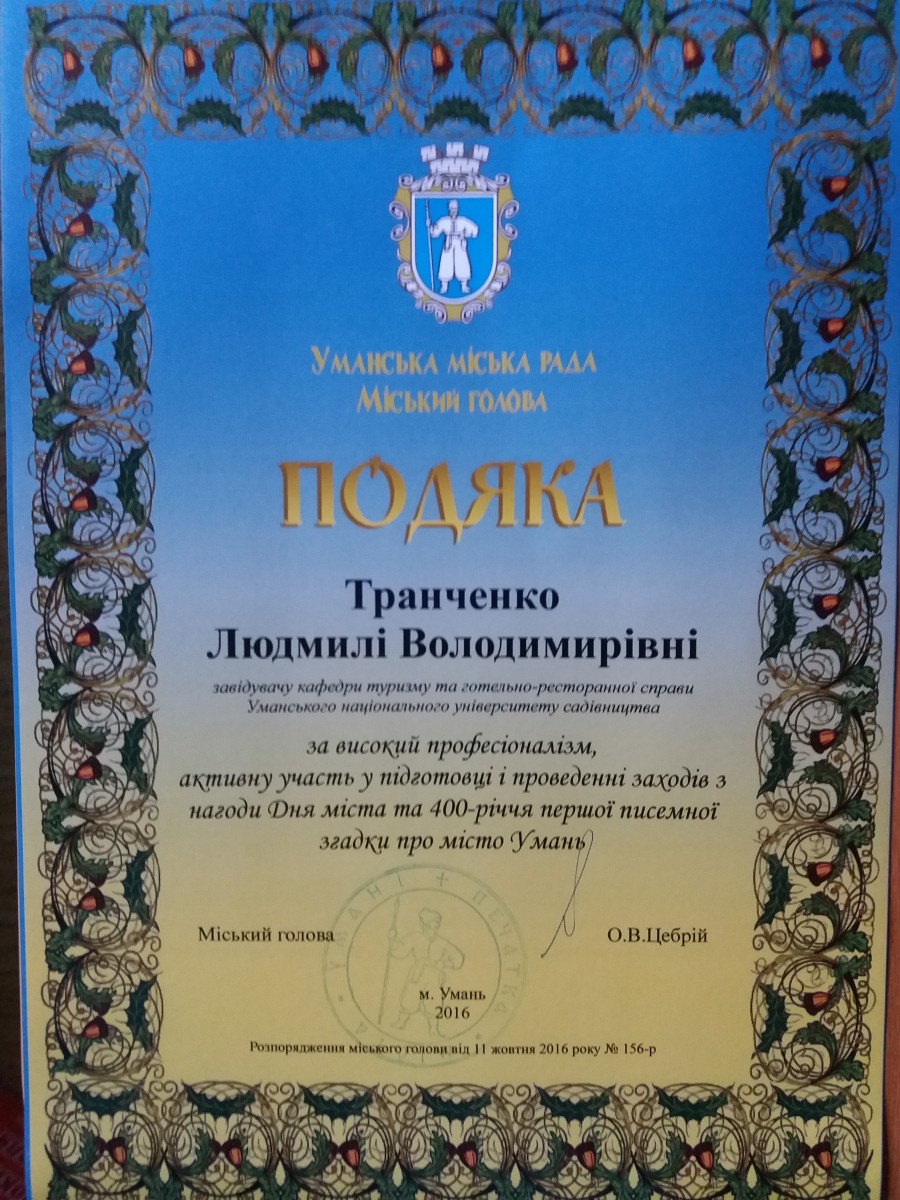 Уманська міська рада
Міський голова
ПОДЯКА
Транченко
Людмилі Володимирівні
завідувачу кафедри туризму та готельно-ресторанної справи
Уманського національного університету садівництва
за високий професіоналізм,
активну участь у підготовці і проведенні заходів з
нагоди Дня міста та 400-річчя першої писемної
згадки про місто Умань
Міський голова
О.В.Цебрій
УМАНІ + ПЕЧАТКА
м. Умань
2016
Розпорядження міського голови від 11 жовтня 2016 року № 156-р